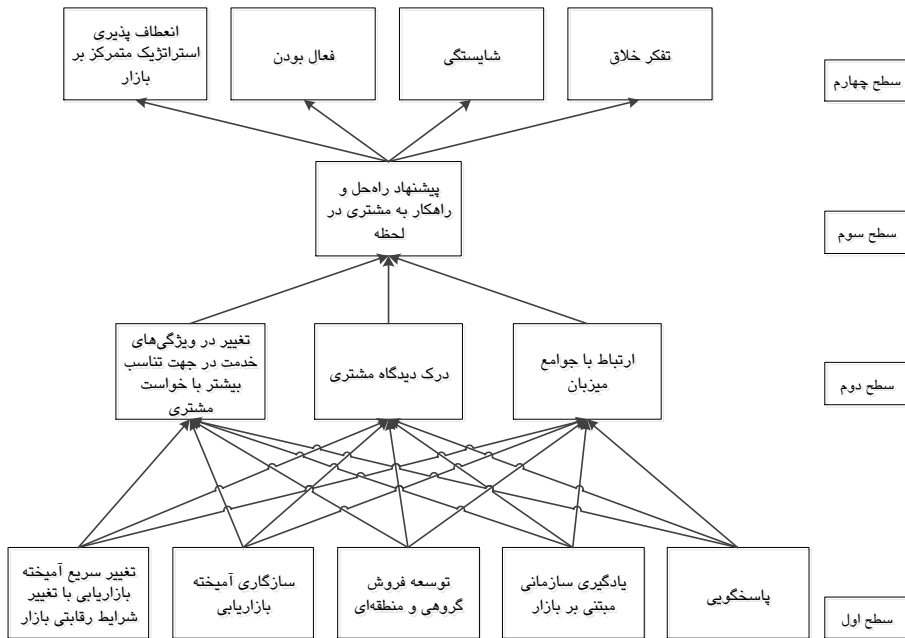 تفکر خلاق
شایستگی
فعال بودن
انعطاف پذیری
استراتژیک متمرکز بر
بازار
سطح چهارم
پیشنهاد راه‌حل و
راهکار به مشتری در
لحظه
سطح سوم
ارتباط با جوامع
میزبان
درک دیدگاه مشتری
تغییر در ویژگی‌های
خدمت در جهت تناسب
بیشتر با خواست
مشتری
سطح دوم
پاسخگویی
یادگیری سازمانی
مبتنی بر بازار
توسعه فروش
گروهی و منطقه‌ای
سازگاری آمیخته
بازاریابی
تغییر سریع آمیخته
بازاریابی با تغییر
شرایط رقابتی بازار
سطح اول